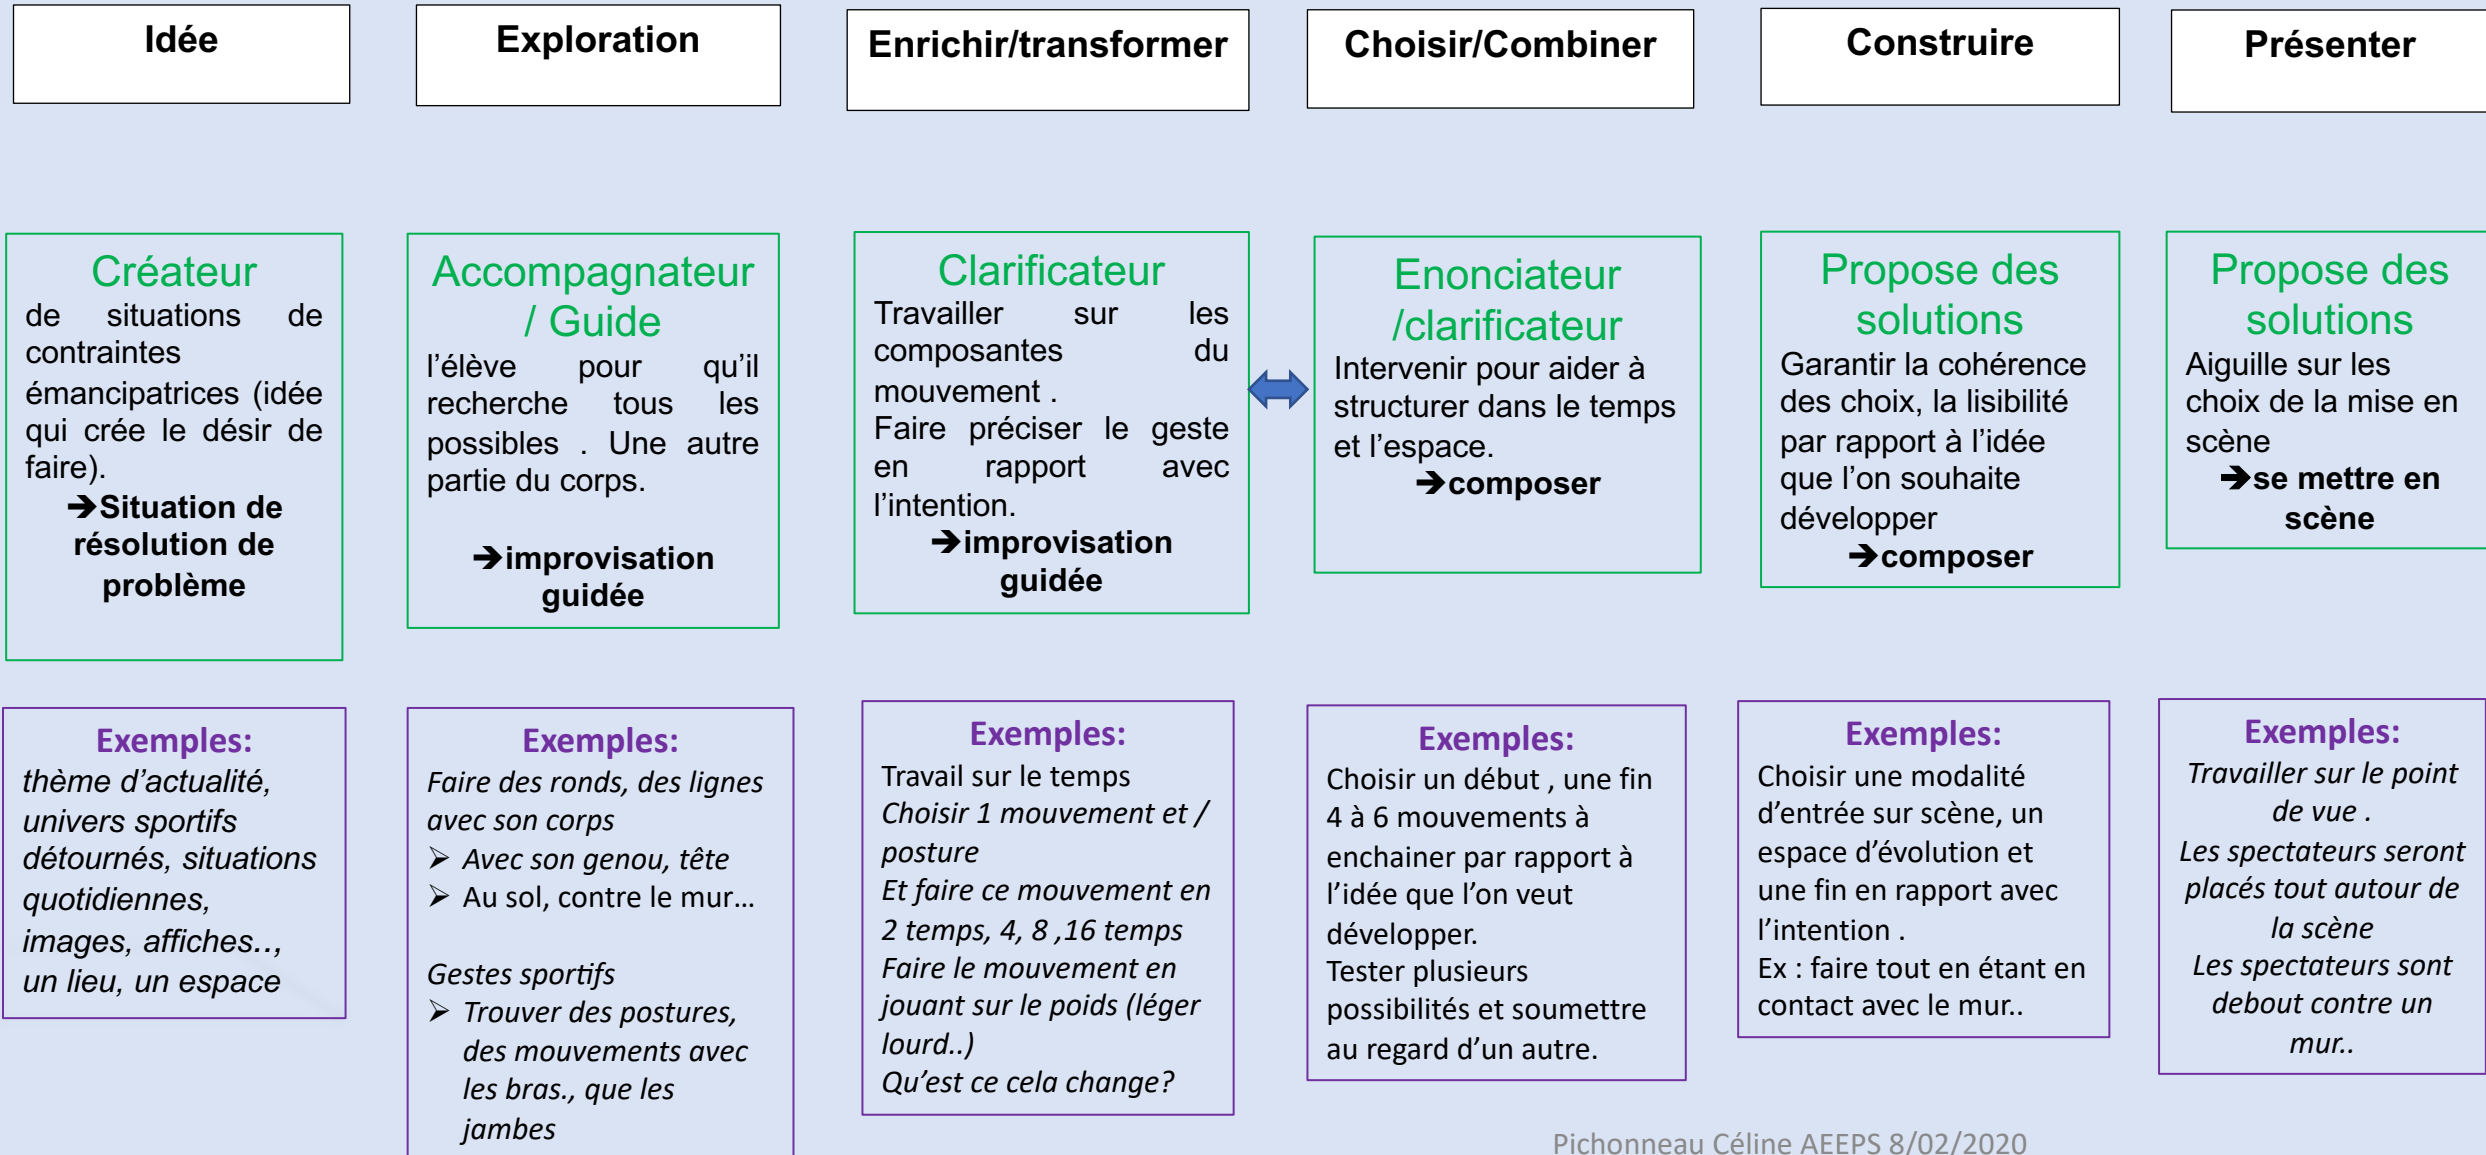 Idée
Exploration
Enrichir/transformer
Choisir/Combiner
Construire
Présenter
Créateur
de situations de
contraintes
émancipatrices (idée
qui crée le désir de
faire).
➔Situation de
résolution de
problème
Accompagnateur
/ Guide
l’élève pour qu’il
recherche tous les
possibles . Une autre
partie du corps.
➔improvisation
guidée
Clarificateur
Travailler sur les
composantes du
mouvement .
Faire préciser le geste
en rapport avec
l’intention.
➔improvisation
guidée
Enonciateur
/clarificateur
Intervenir pour aider à
structurer dans le temps
et l’espace.
➔composer
Propose des
solutions
Garantir la cohérence
des choix, la lisibilité
par rapport à l’idée
que l’on souhaite
développer
➔composer
Propose des
solutions
Aiguille sur les
choix de la mise en
scène
➔se mettre en
scène
Exemples:
thème d’actualité,
univers sportifs
détournés, situations
quotidiennes,
images, affiches..,
un lieu, un espace
Exemples:
Faire des ronds, des lignes
avec son corps
➢ Avec son genou, tête
➢ Au sol, contre le mur…
Gestes sportifs
➢ Trouver des postures,
des mouvements avec
les bras., que les
jambes
Exemples:
Travail sur le temps
Choisir 1 mouvement et /
posture
Et faire ce mouvement en
2 temps, 4, 8 ,16 temps
Faire le mouvement en
jouant sur le poids (léger
lourd..)
Qu’est ce cela change?
Exemples:
Choisir un début , une fin
4 à 6 mouvements à
enchainer par rapport à
l’idée que l’on veut
développer.
Tester plusieurs
possibilités et soumettre
au regard d’un autre.
Exemples:
Choisir une modalité
d’entrée sur scène, un
espace d’évolution et
une fin en rapport avec
l’intention .
Ex : faire tout en étant en
contact avec le mur..
Exemples:
Travailler sur le point
de vue .
Les spectateurs seront
placés tout autour de
la scène
Les spectateurs sont
debout contre un
mur..
Pichonneau Céline AEEPS 8/02/2020